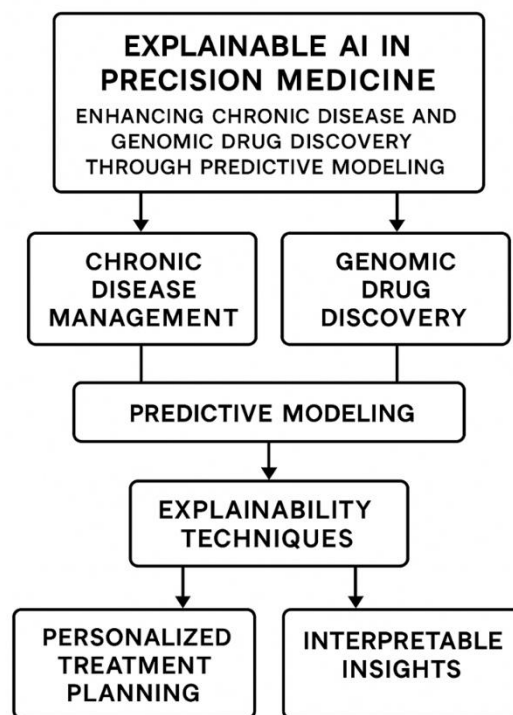 EXPLAINABLE AI IN
PRECISION MEDICINE
ENHANCING CHRONIC DISEASE AND
GENOMIC DRUG DISCOVERY
THROUGH PREDICTIVE MODELING
CHRONIC
DISEASE
MANAGEMENT
GENOMIC
DRUG
DISCOVERY
PREDICTIVE MODELING
EXPLAINABILITY
TECHNIQUES
PERSONALIZED
TREATMENT
PLANNING
INTERPRETABLE
INSIGHTS